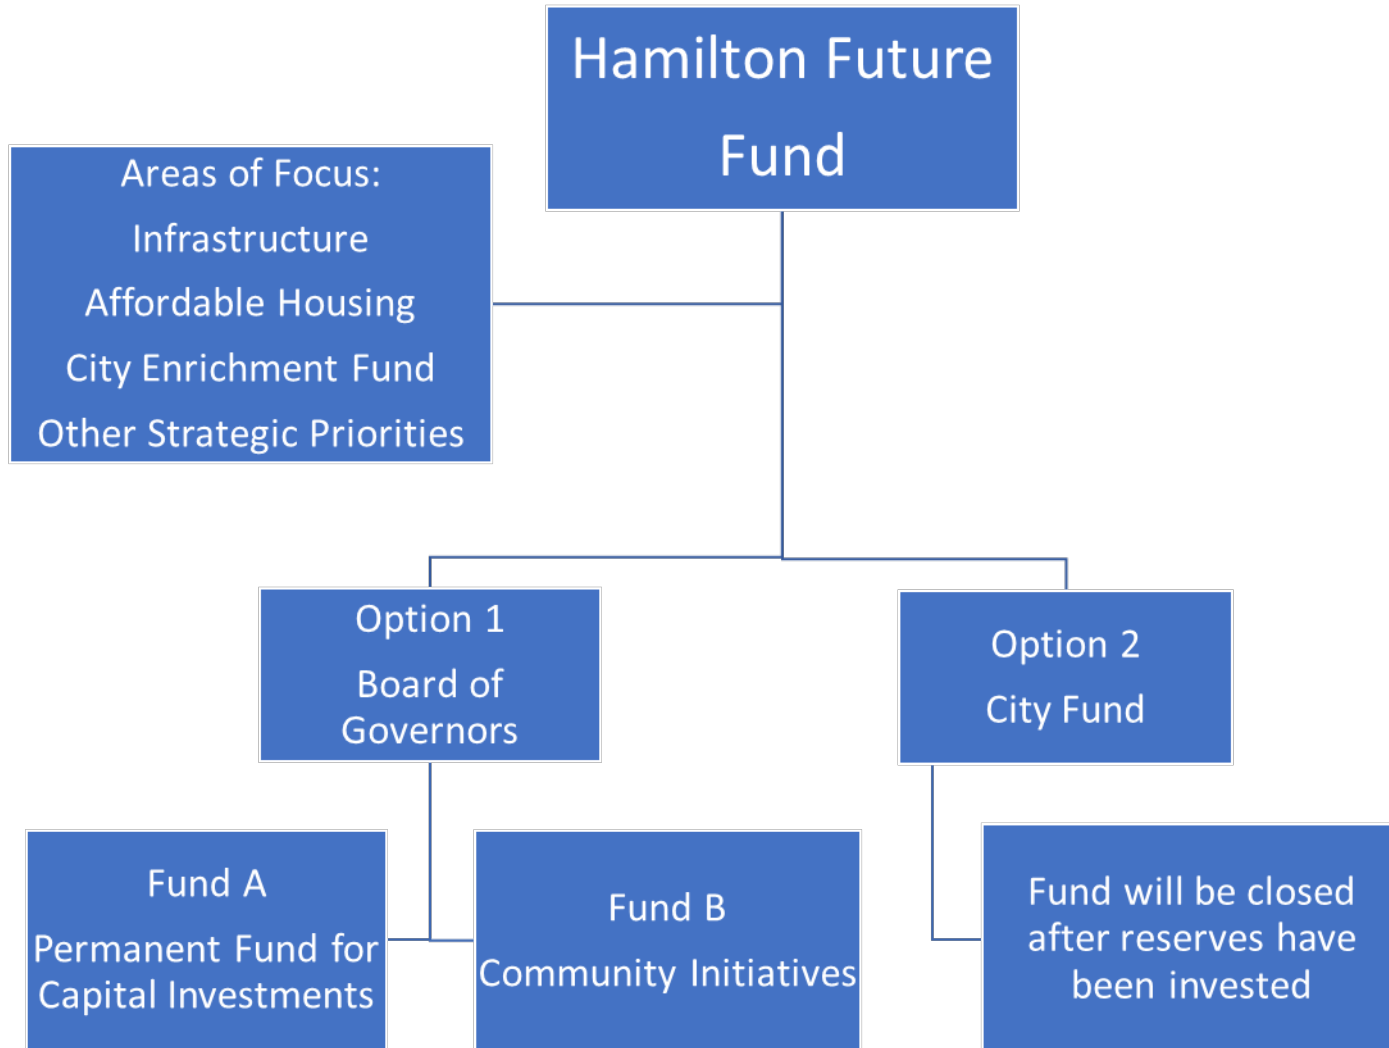 Hamilton Future
Fund
Areas of Focus:
Infrastructure
Affordable Housing
City Enrichment Fund
Other Strategic Priorities
Option 1
Board of
Governors
Option 2
City Fund
Fund A
Permanent Fund for
Capital Investments
Fund B
Community Initiatives
Fund will be closed
after reserves have
been invested